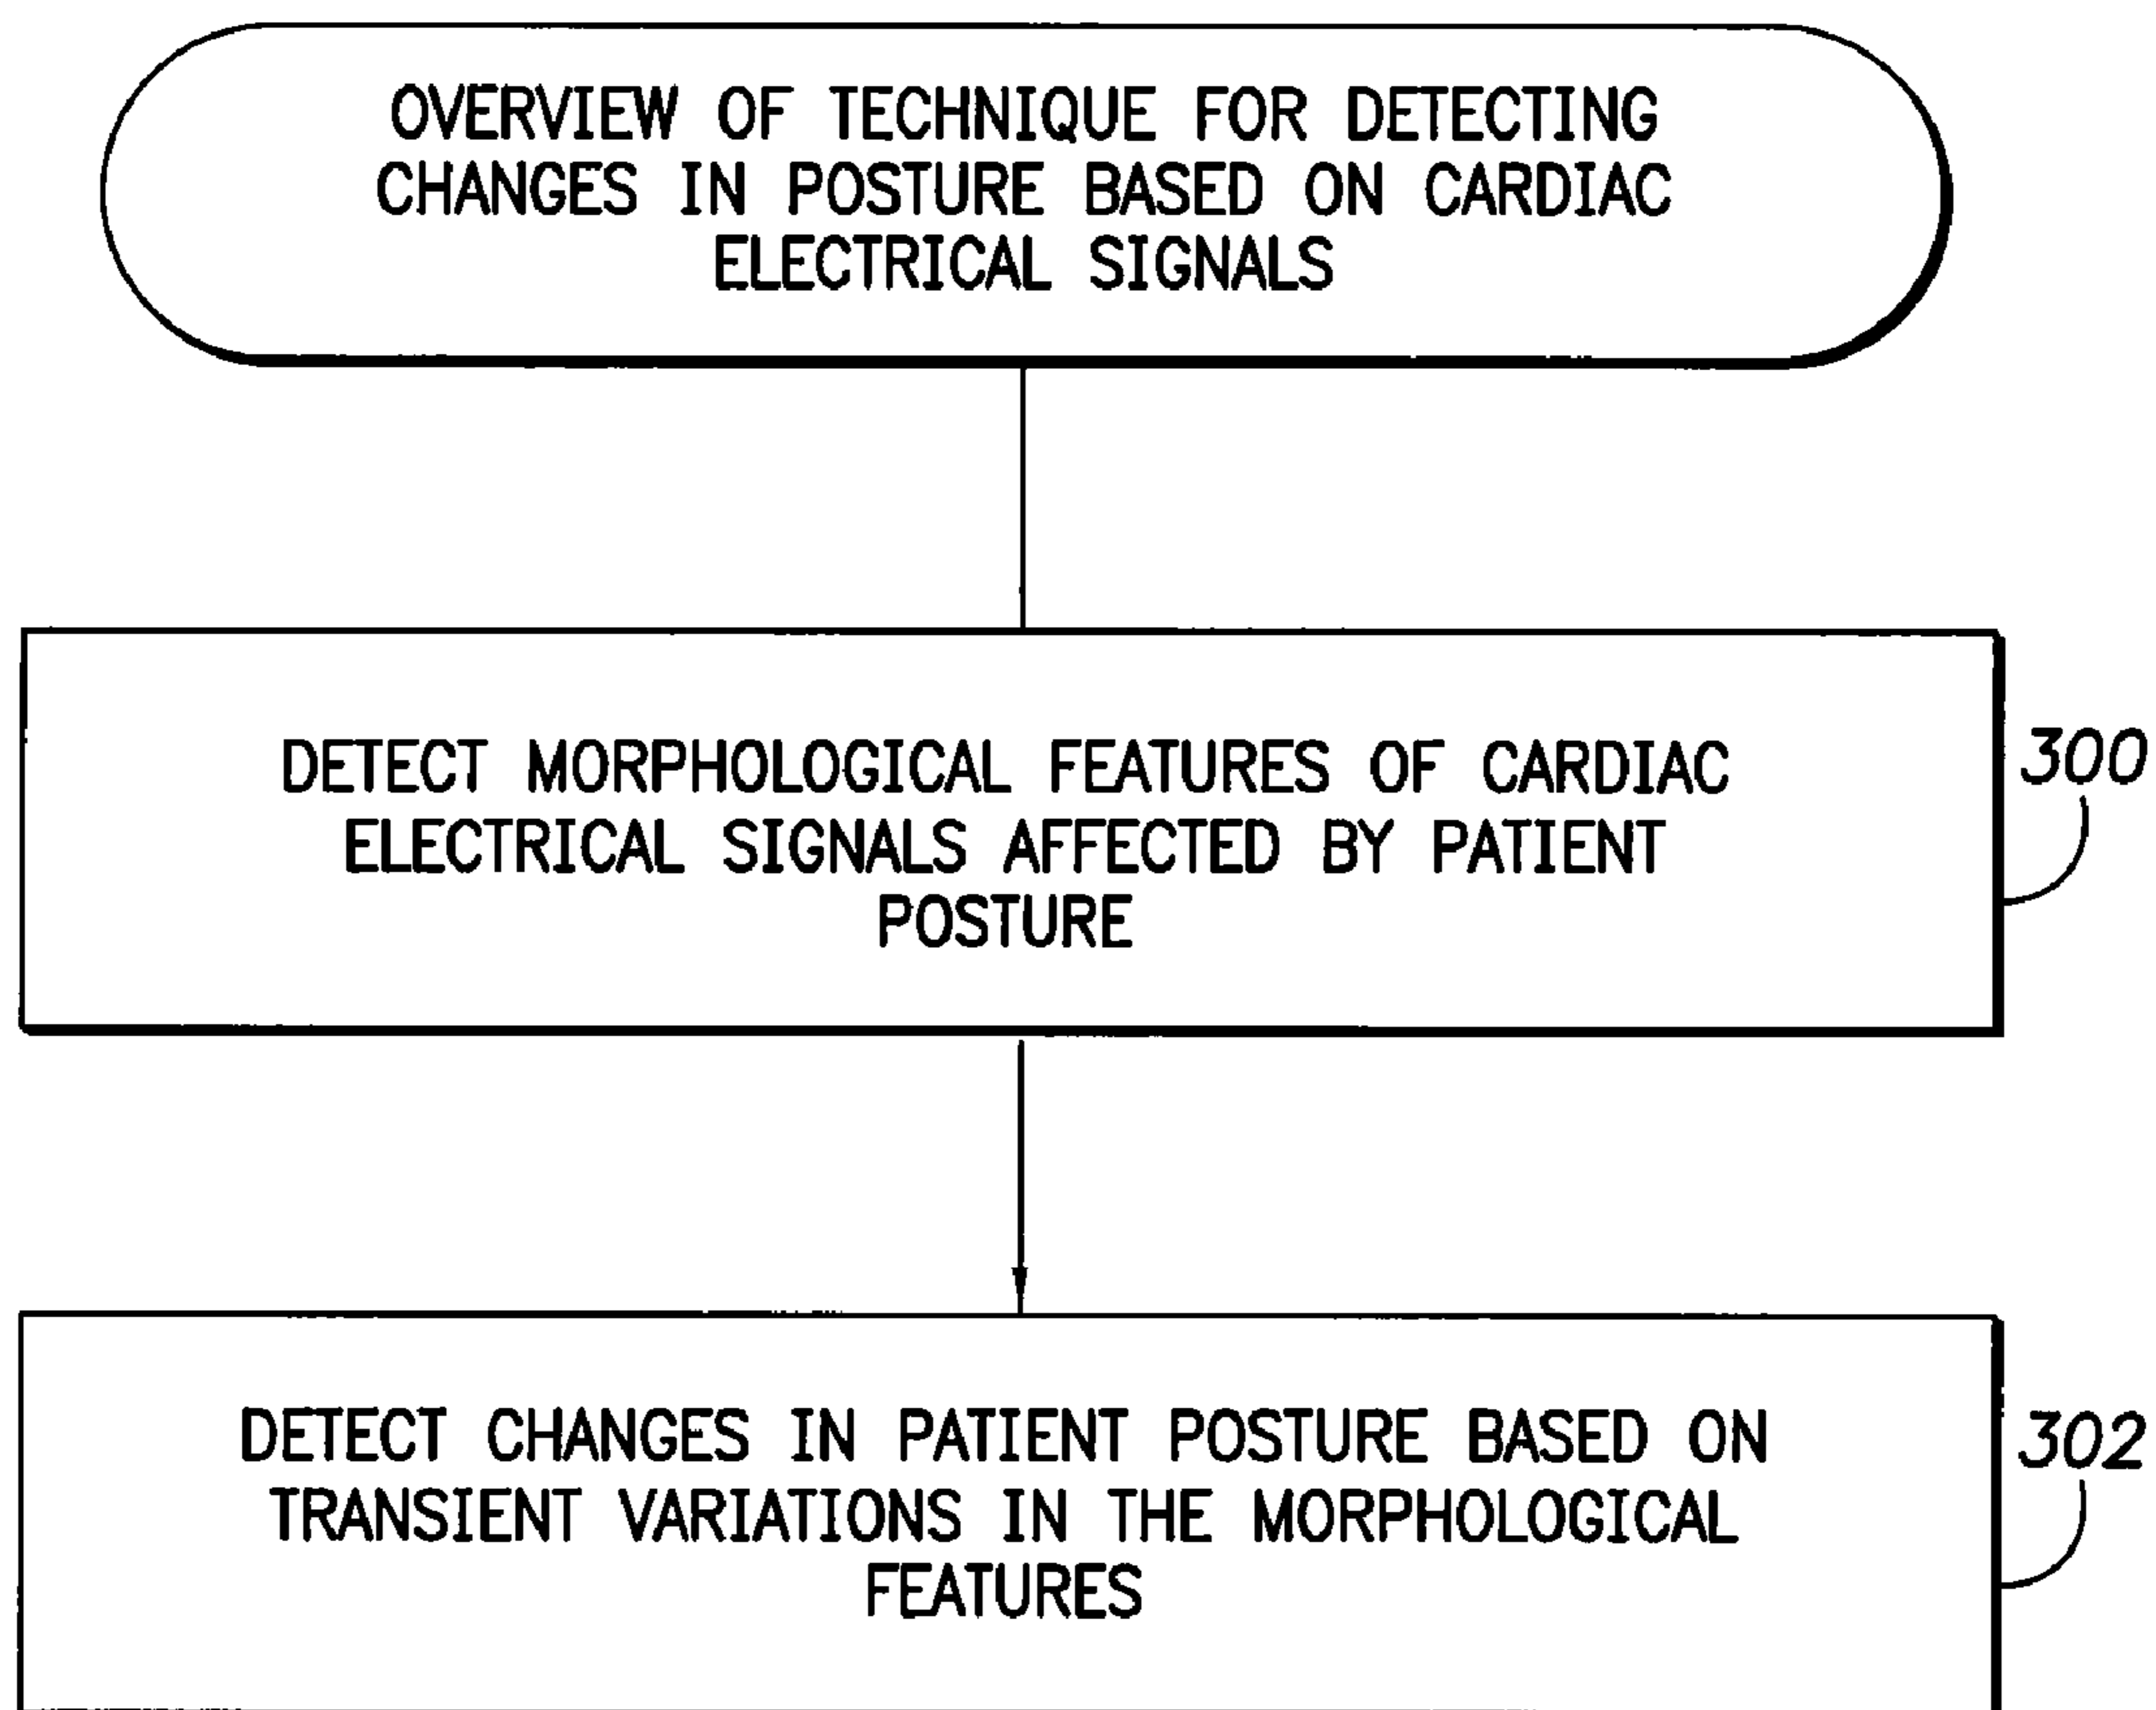 OVERVIEW OF TECHNIQUE FOR DETECTING
CHANGES IN POSTURE BASED ON CARDIAC
ELECTRICAL SIGNALS
DETECT MORPHOLOGICAL FEATURES OF CARDIAC
ELECTRICAL SIGNALS AFFECTED BY PATIENT
POSTURE
300
DETECT CHANGES IN PATIENT POSTURE BASED ON
TRANSIENT VARIATIONS IN THE MORPHOLOGICAL
FEATURES
302